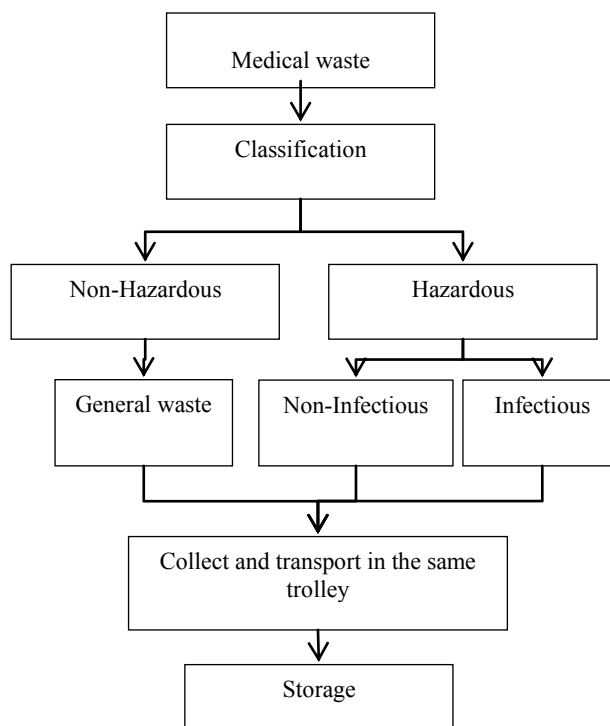 Medical waste
Classification
Non-Hazardous
Hazardous
General waste
Non-Infectious
Infectious
Collect and transport in the same
trolley
Storage